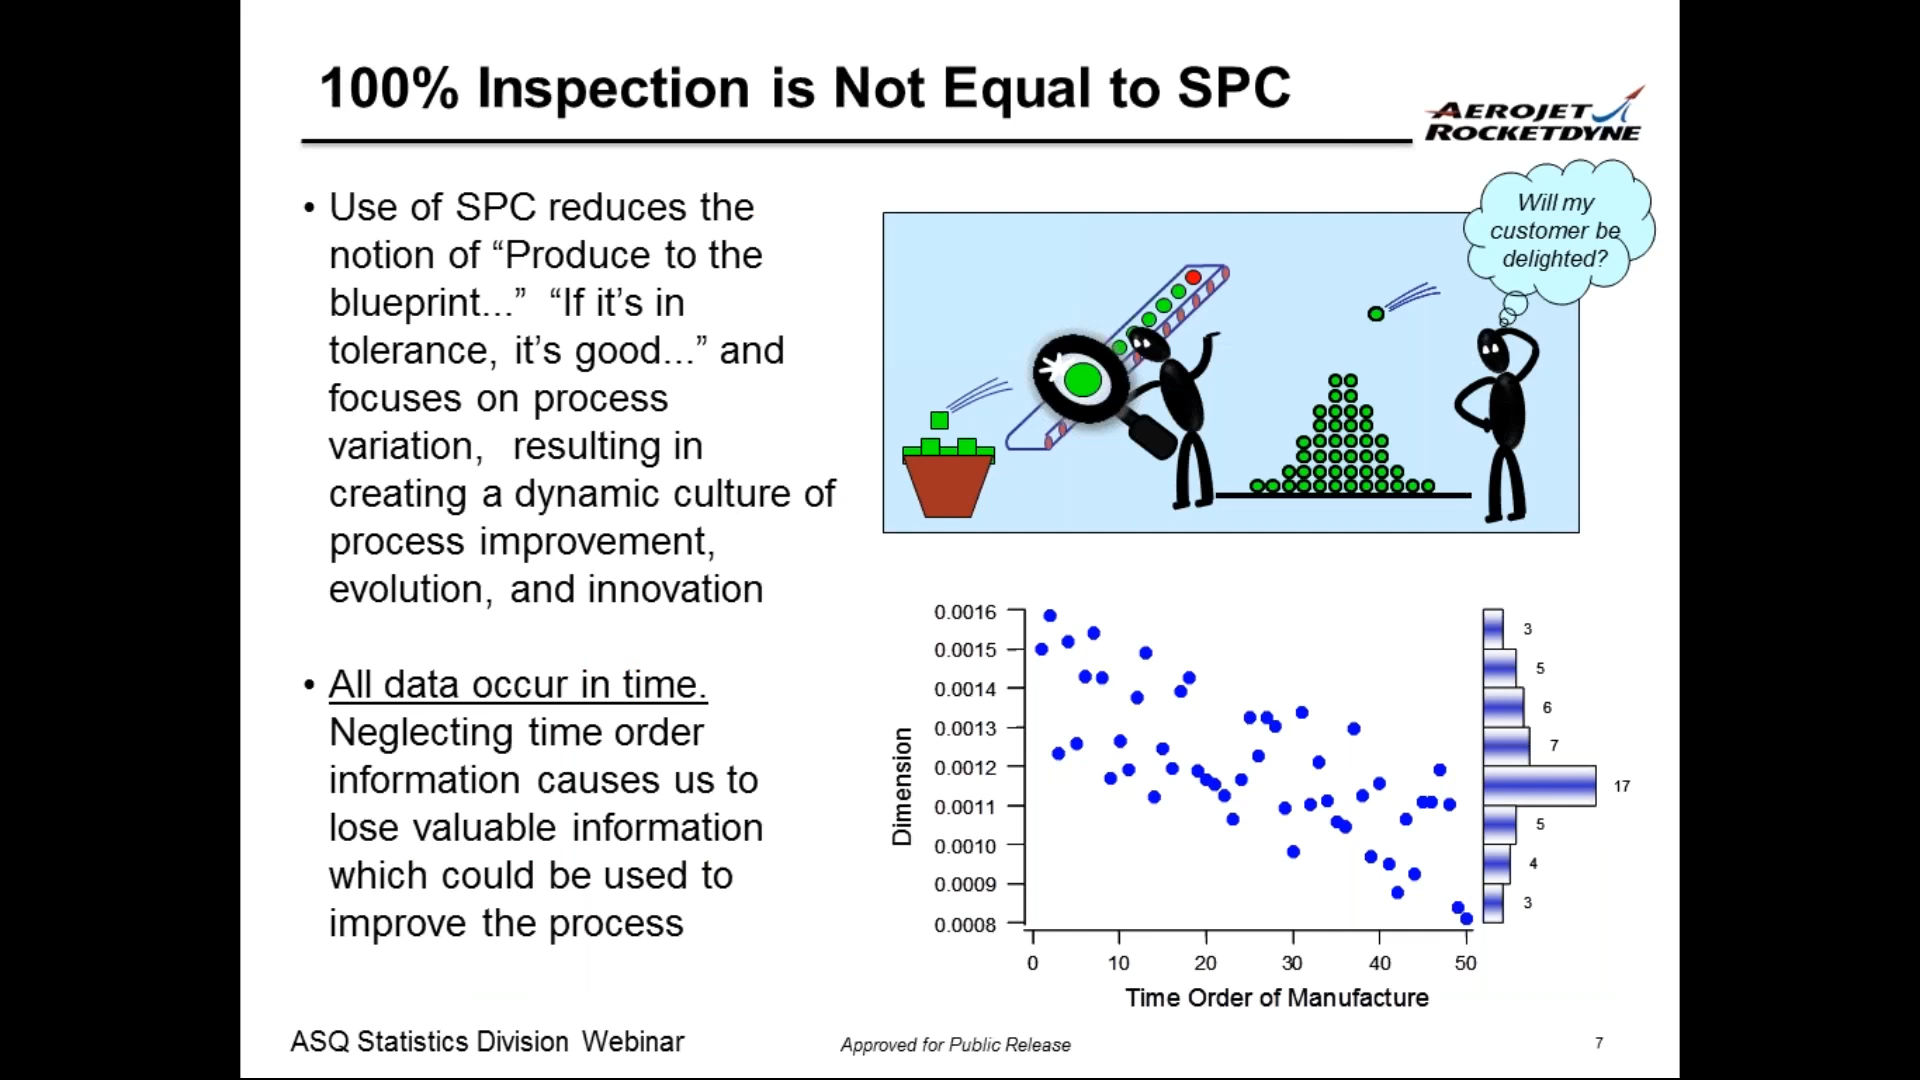 100% Inspection is Not Equal to SPC
AEROJET
ROCKETDYNE
• Use of SPC reduces the
notion of “Produce to the
blueprint...” “If it’s in
tolerance, it’s good...” and
focuses on process
variation, resulting in
creating a dynamic culture of
process improvement,
evolution, and innovation
• All data occur in time.
Neglecting time order
information causes us to
lose valuable information
which could be used to
improve the process
Will my
customer be
delighted?
Dimension
0.0016
0.0015
0.0014
0.0013
0.0012
0.0011
0.0010
0.0009
0.0008
0 10 20 30 40 50
Time Order of Manufacture
3
5
6
7
17
5
4
3
ASQ Statistics Division Webinar
Approved for Public Release
7